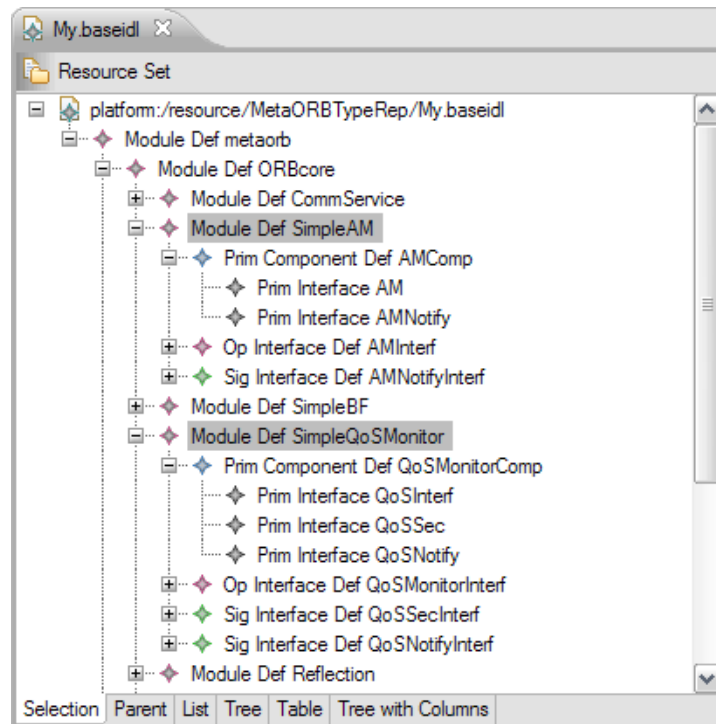 My.baseidl
Resource Set
platform:/resource/MetaORBTypeRep/My.baseidl
Module Def metaorb
Module Def ORBcore
Module Def CommService
Module Def SimpleAM
Prim Component Def AMComp
Prim Interface AM
Prim Interface AMNotify
Op Interface Def AMInterf
Sig Interface Def AMNotifyInterf
Module Def SimpleBF
Module Def SimpleQoSMonitor
Prim Component Def QoSMonitorComp
Prim Interface QoSInterf
Prim Interface QoSSec
Prim Interface QoSNotify
Op Interface Def QoSMonitorInterf
Sig Interface Def QoSSecInterf
Sig Interface Def QoSNotifyInterf
Module Def Reflection
Selection Parent List Tree Table Tree with Columns